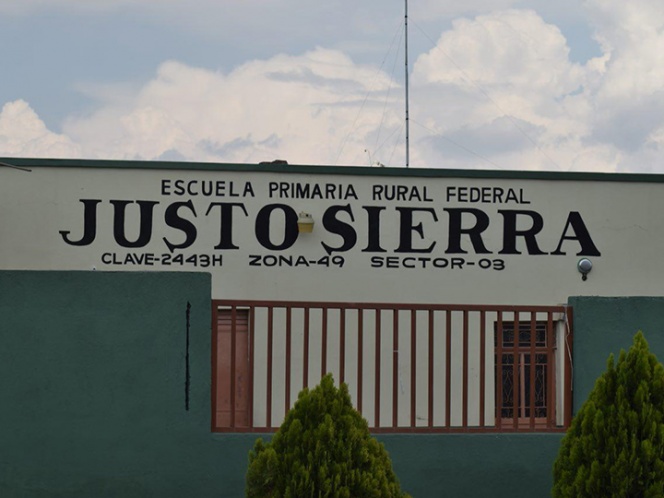 ESCUELA PRIMARIA RURAL FEDERAL
JUSTO SIERRA
CLAVE-2443H ZONA-49 SECTOR-03